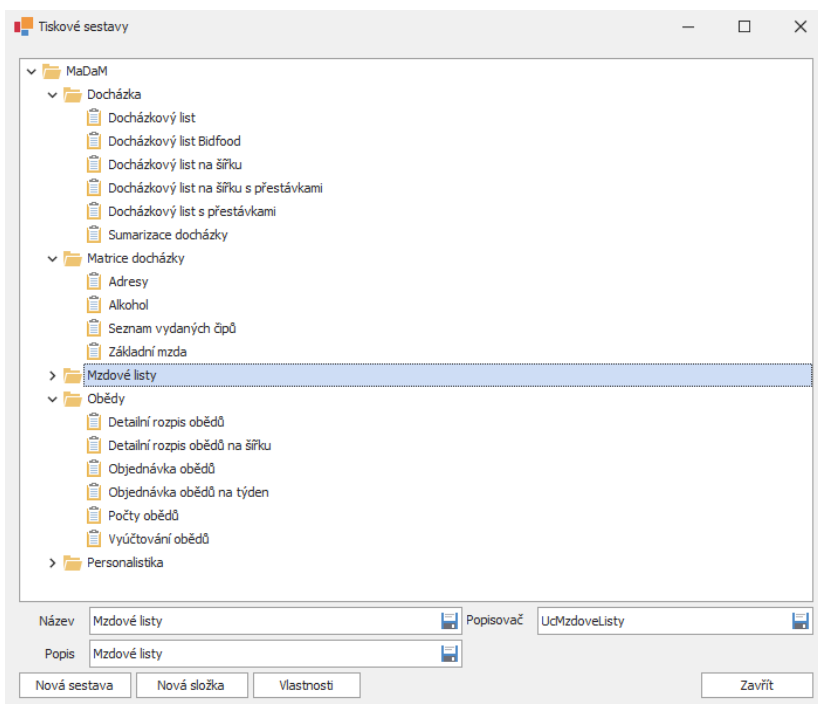 Tiskové sestavy
MaDaM
Docházka
Docházkový list
Docházkový list Bidfood
Docházkový list na šířku
Docházkový list na šířku s přestávkami
Docházkový list s přestávkami
Sumarizace docházky
Matrice docházky
Adresy
Alkohol
Seznam vydaných čipů
Základní mzda
Mzdové listy
Obědy
Detailní rozpis obědů
Detailní rozpis obědů na šířku
Objednávka obědů
Objednávka obědů na týden
Počty obědů
Vyúčtování obědů
Personalistika
Název Mzdové listy Popisovač UcMzdoveListy
Popis Mzdové listy
Nová sestava Nová složka Vlastnosti Zavřít